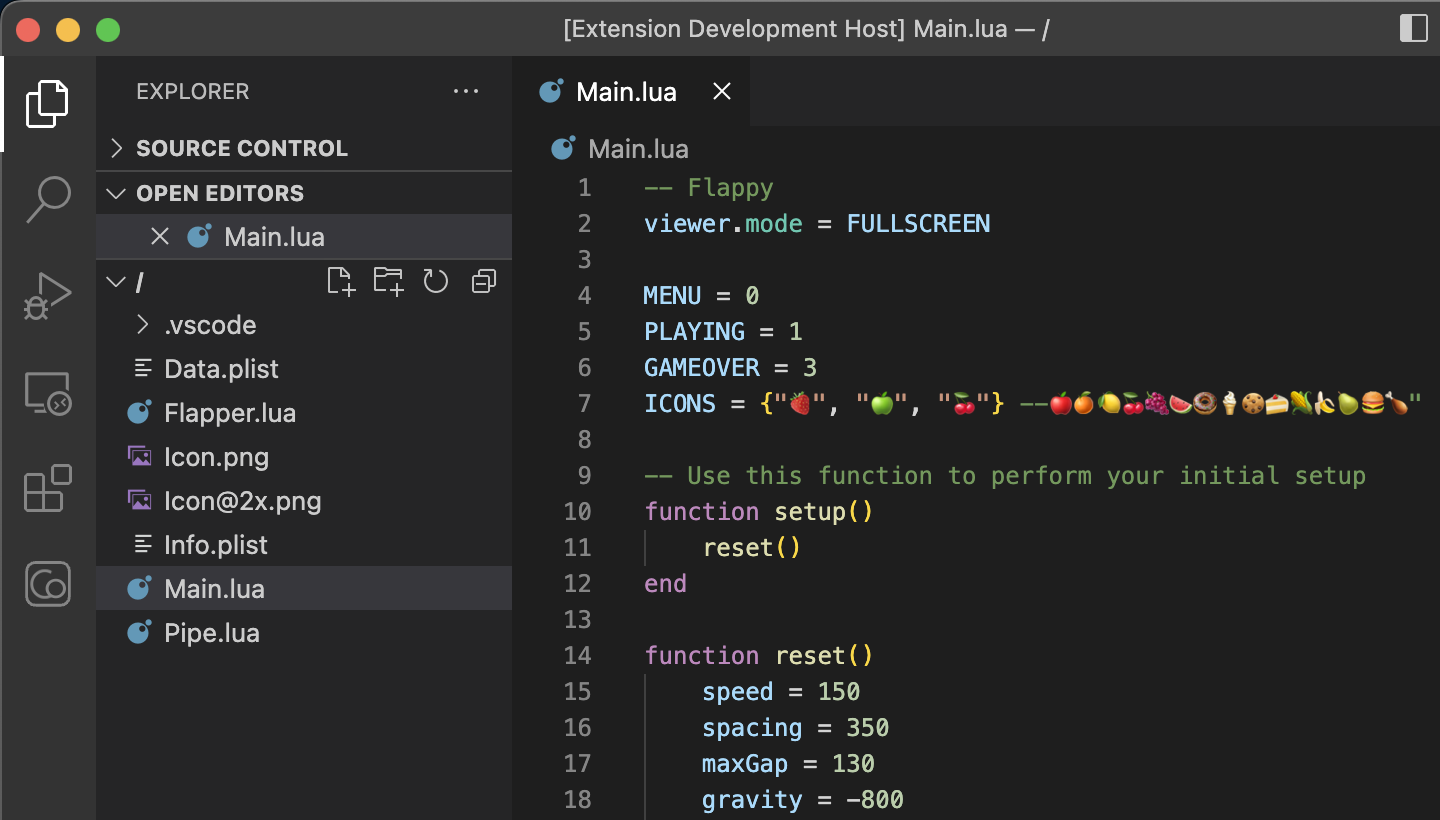 [Extension Development Host] Main.lua — /
EXPLORER
SOURCE CONTROL
OPEN EDITORS
Main.lua
/
.vscode
Data.plist
Flapper.lua
Icon.png
Icon@2x.png
Info.plist
Main.lua
Pipe.lua
Main.lua
Main.lua
1 -- Flappy
2 viewer.mode = FULLSCREEN
3
4 MENU = 0
5 PLAYING = 1
6 GAMEOVER = 3
7 ICONS = {"🍓", "🍏", "🍒"} --🍎🍊🍋🍒🍇🍉🍩🍦🍪🍰🌽🍌🍐🍔🍗"
8
9 -- Use this function to perform your initial setup
10 function setup()
11     reset()
12 end
13
14 function reset()
15     speed = 150
16     spacing = 350
17     maxGap = 130
18     gravity = -800